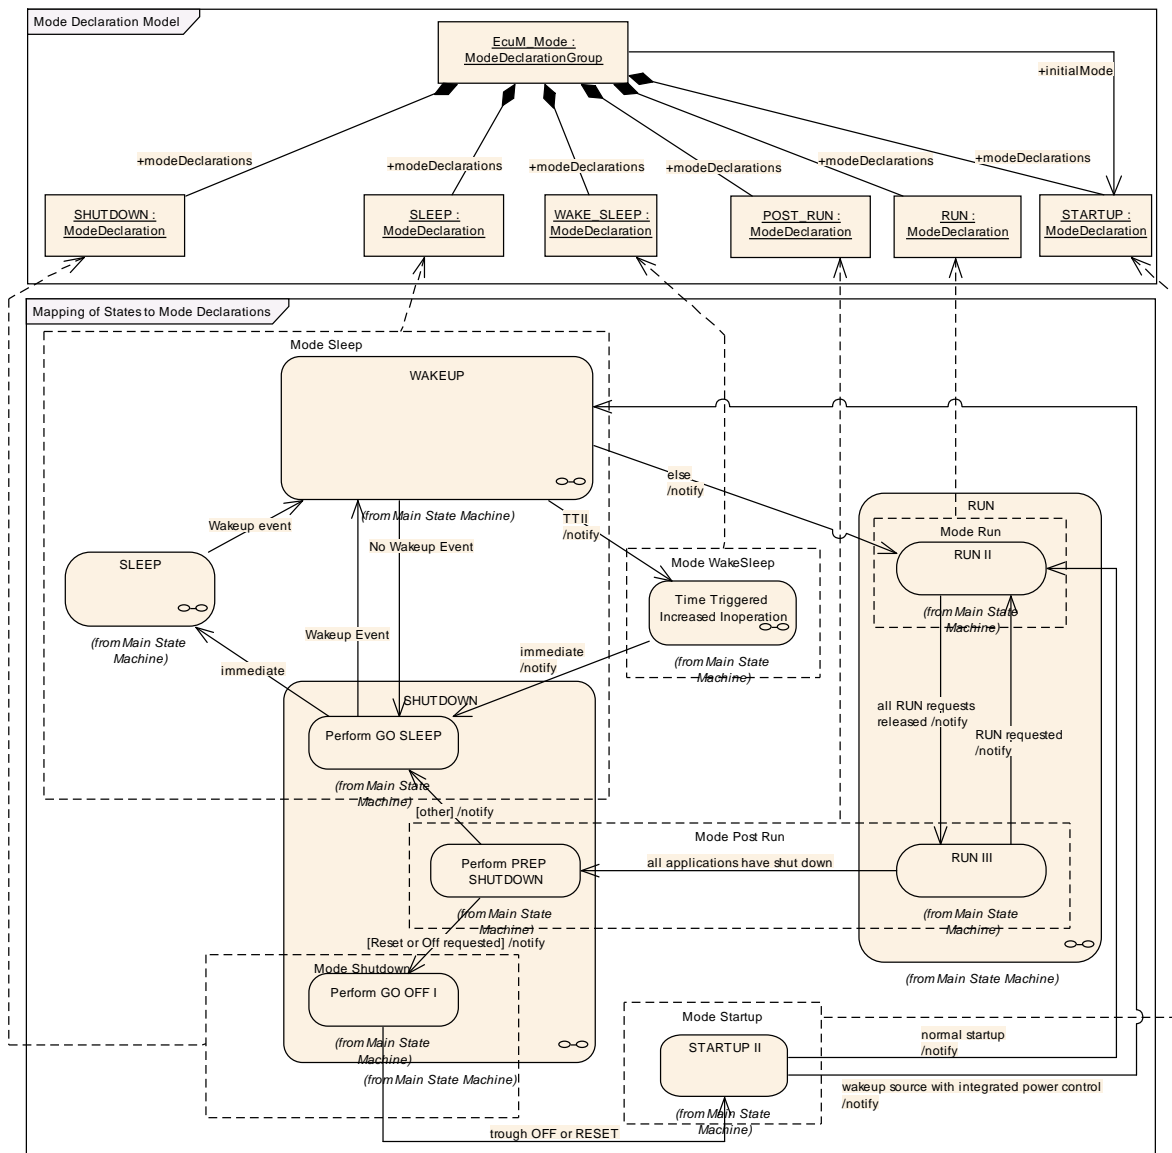 Mode Declaration Model
EcuM_Mode :
ModeDeclarationGroup
+initialMode
+modeDeclarations
+modeDeclarations
+modeDeclarations
+modeDeclarations
+modeDeclarations
+modeDeclarations
SHUTDOWN :
ModeDeclaration
SLEEP :
ModeDeclaration
WAKE_SLEEP :
ModeDeclaration
POST_RUN :
ModeDeclaration
RUN :
ModeDeclaration
STARTUP :
ModeDeclaration
Mapping of States to Mode Declarations
Mode Sleep
WAKEUP
(from Main State Machine)
else
/notify
Wakeup event
No Wakeup Event
TTII
/notify
RUN
Mode Run
RUN II
(from Main State
Machine)
SLEEP
(from Main State
Machine)
Mode WakeSleep
Time Triggered
Increased Inoperation
(from Main State
Machine)
Wakeup Event
immediate
immediate
/notify
SHUTDOWN
Perform GO SLEEP
(from Main State
Machine)
all RUN requests
released /notify
RUN requested
/notify
[other] /notify
Mode Post Run
Perform PREP
SHUTDOWN
(from Main State
Machine)
all applications have shut down
RUN III
(from Main State
Machine)
(from Main State Machine)
[Reset or Off requested] /notify
Mode Shutdown
Perform GO OFF I
(from Main State
Machine)
(from Main State Machine)
Mode Startup
STARTUP II
(from Main State
Machine)
normal startup
/notify
wakeup source with integrated power control
/notify
trough OFF or RESET